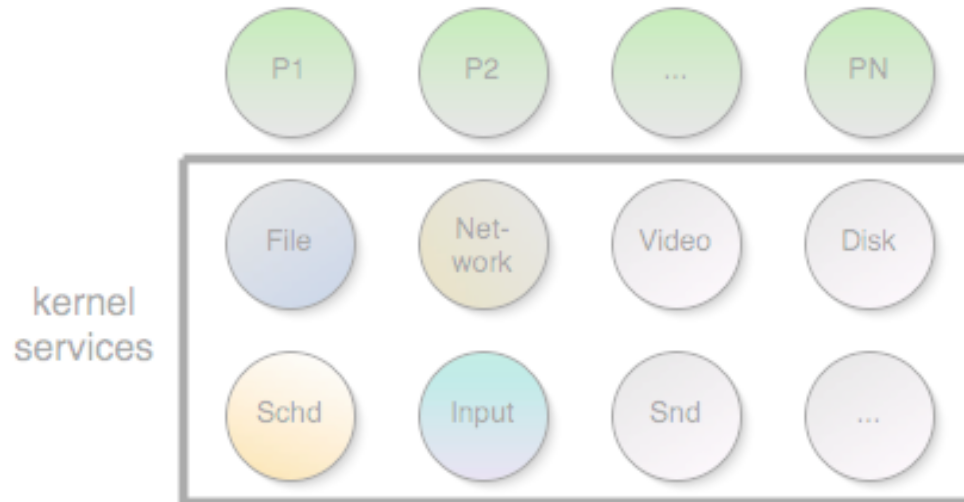 P1 P2 ... PN
File Net-
work Video Disk
kernel
services
Schd Input Snd ...